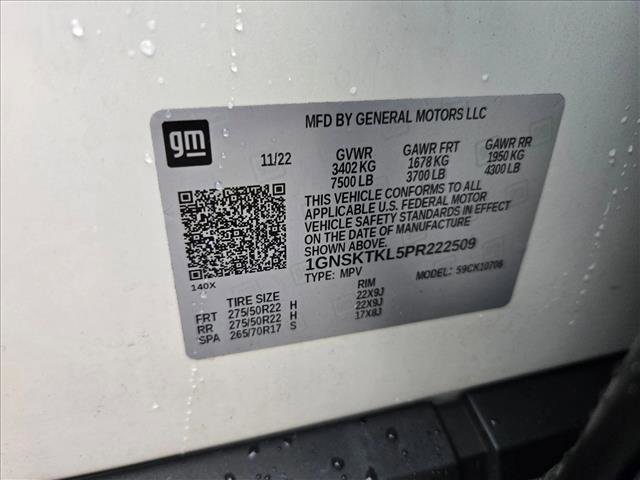 MFD BY GENERAL MOTORS LLC
gm
11/22
GVWR GAWR FRT GAWR RR
3402 KG 1678 KG 1950 KG
7500 LB 3700 LB 4300 LB
THIS VEHICLE CONFORMS TO ALL
APPLICABLE U.S. FEDERAL MOTOR
VEHICLE SAFETY STANDARDS IN EFFECT
ON THE DATE OF MANUFACTURE
SHOWN ABOVE.
1GNSKTKL5PR222509
140X
TYPE: MPV MODEL: 59CK10706
TIRE SIZE RIM
FRT 275/50R22 H 22X9J
RR 275/50R22 H 22X9J
SPA 265/70R17 S 17X8J